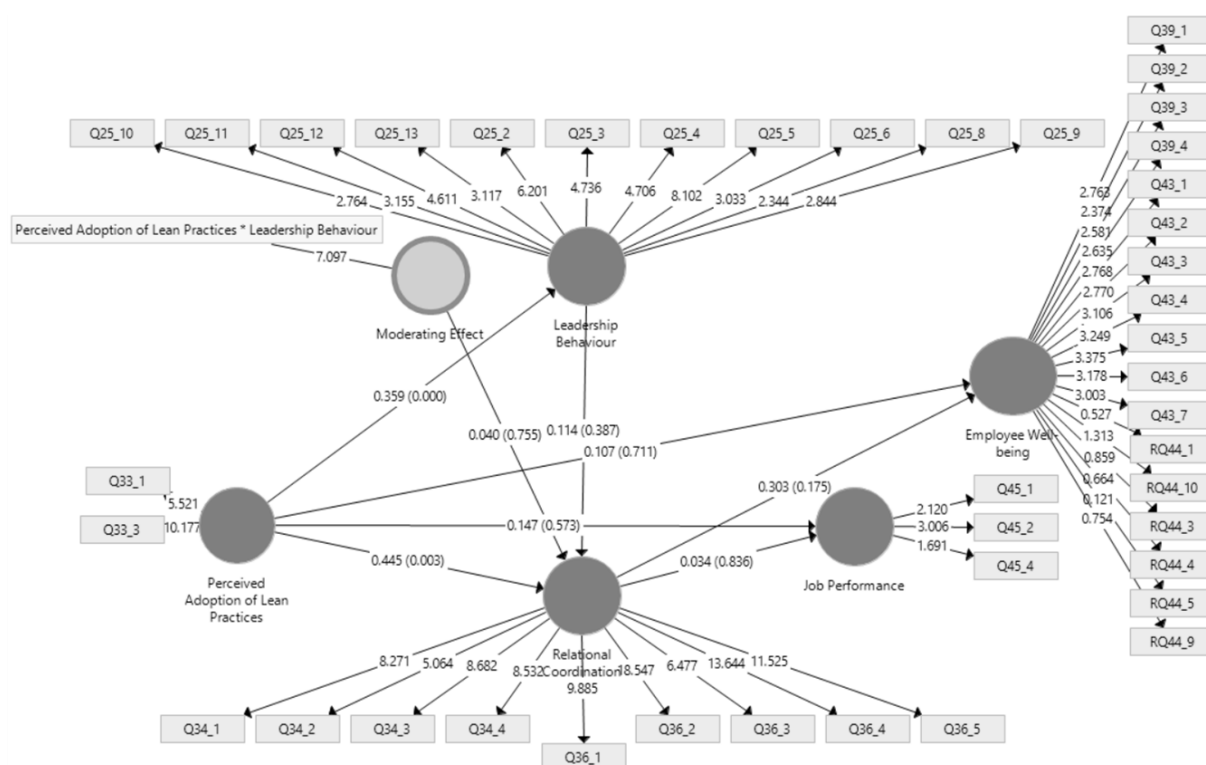 Q39_1
Q39_2
Q39_3
Q39_4
Q43_1
Q43_2
Q43_3
Q43_4
Q43_5
Q43_6
Q43_7
RQ44_1
RQ44_10
RQ44_3
RQ44_4
RQ44_5
RQ44_9
2.763
2.374
2.581
2.635
2.768
2.770
3.106
3.249
3.375
3.178
3.003
0.527
1.313
0.859
0.664
0.121
0.754
Employee Well-
being
Q25_10 Q25_11 Q25_12 Q25_13 Q25_2 Q25_3 Q25_4 Q25_5 Q25_6 Q25_8 Q25_9
2.764 3.155 4.611 3.117 6.201 4.736 4.706 8.102 3.033 2.344 2.844
Perceived Adoption of Lean Practices * Leadership Behaviour
7.097
Moderating Effect
Leadership
Behaviour
0.359 (0.000)
0.040 (0.755)
0.114 (0.387)
0.107 (0.711)
0.303 (0.175)
0.147 (0.573)
0.445 (0.003)
0.034 (0.836)
Q33_1
5.521
Q33_3
10.177
Perceived
Adoption of Lean
Practices
Q45_1
Q45_2
Q45_4
2.120
3.006
1.691
Job Performance
Relational
Coordination
8.271 5.064 8.682 8.532 9.885 18.547 6.477 13.644 11.525
Q34_1 Q34_2 Q34_3 Q34_4 Q36_1 Q36_2 Q36_3 Q36_4 Q36_5